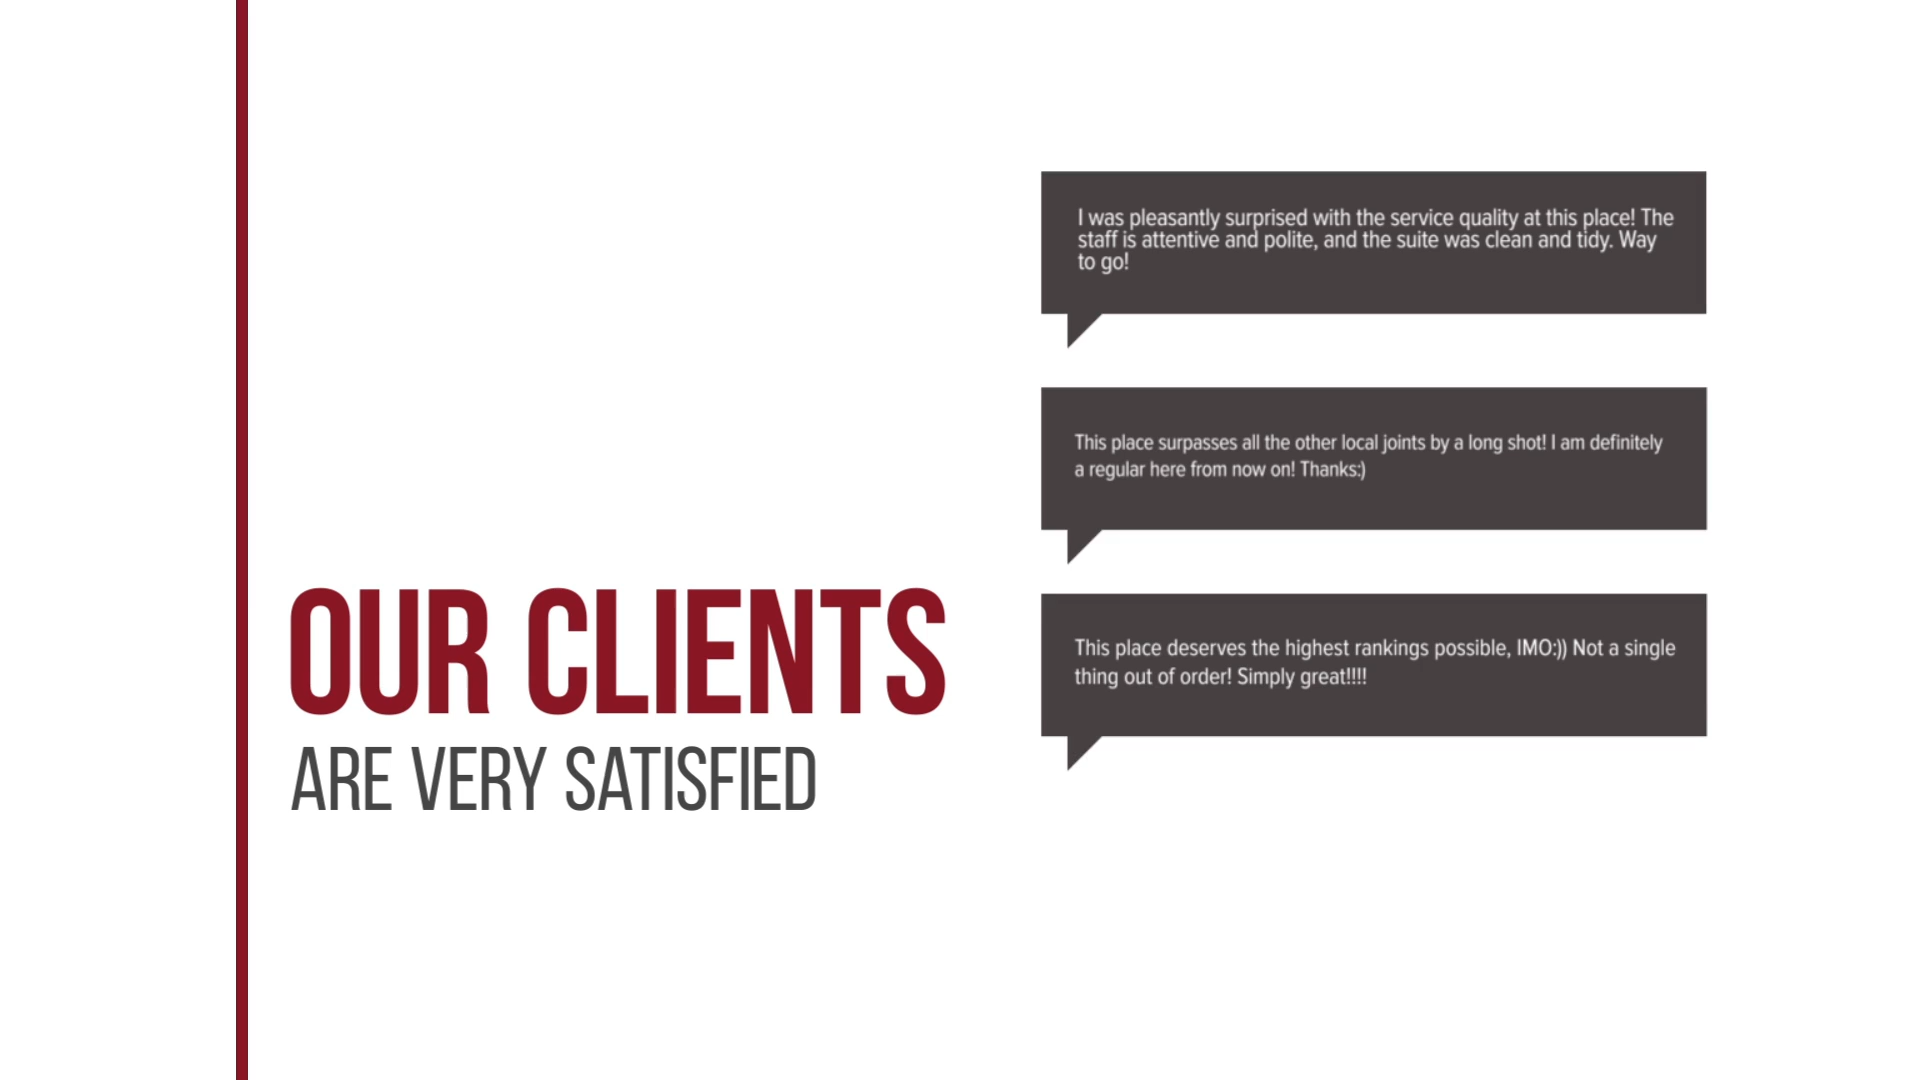 OUR CLIENTS
ARE VERY SATISFIED
I was pleasantly surprised with the service quality at this place! The
staff is attentive and polite, and the suite was clean and tidy. Way
to go!
This place surpasses all the other local joints by a long shot! I am definitely
a regular here from now on! Thanks:)
This place deserves the highest rankings possible, IMO:)) Not a single
thing out of order! Simply great!!!!